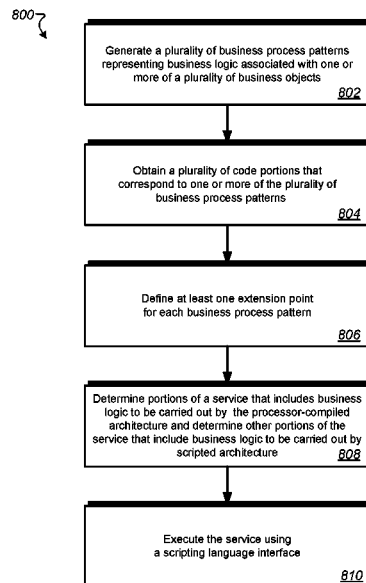 800
Generate a plurality of business process patterns
representing business logic associated with one or
more of a plurality of business objects
802
Obtain a plurality of code portions that
correspond to one or more of the plurality of
business process patterns
804
Define at least one extension point
for each business process pattern
806
Determine portions of a service that includes business
logic to be carried out by the processor-compiled
architecture and determine other portions of the
service that include business logic to be carried out by
scripted architecture
808
Execute the service using
a scripting language interface
810